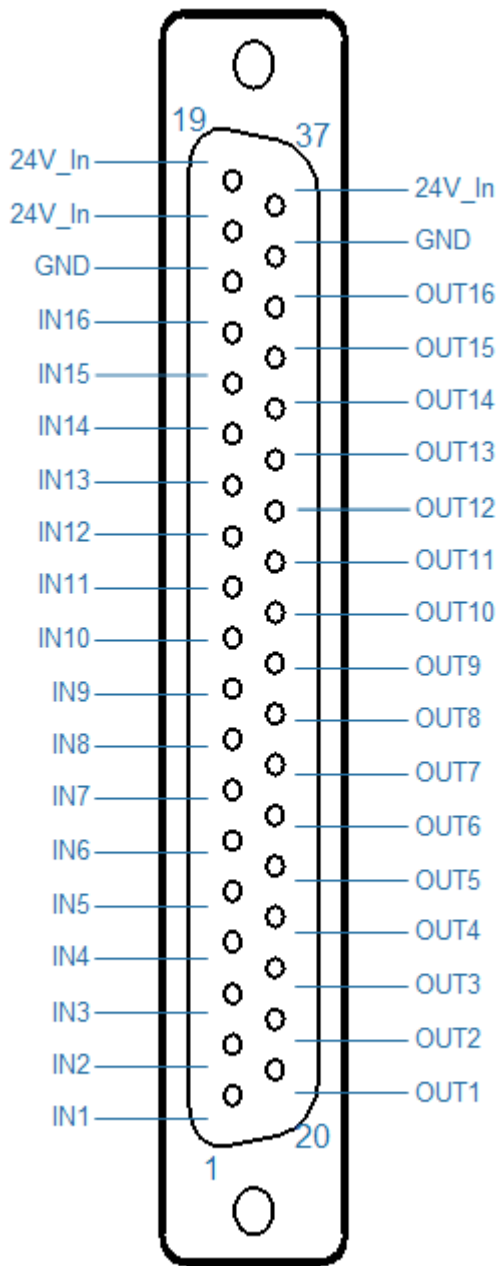 19
37
24V_In
24V_In
GND
IN16
IN15
IN14
IN13
IN12
IN11
IN10
IN9
IN8
IN7
IN6
IN5
IN4
IN3
IN2
IN1
24V_In
GND
OUT16
OUT15
OUT14
OUT13
OUT12
OUT11
OUT10
OUT9
OUT8
OUT7
OUT6
OUT5
OUT4
OUT3
OUT2
OUT1
20
1